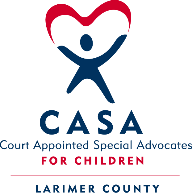 CASA
Court Appointed Special Advocates
FOR CHILDREN
LARIMER COUNTY